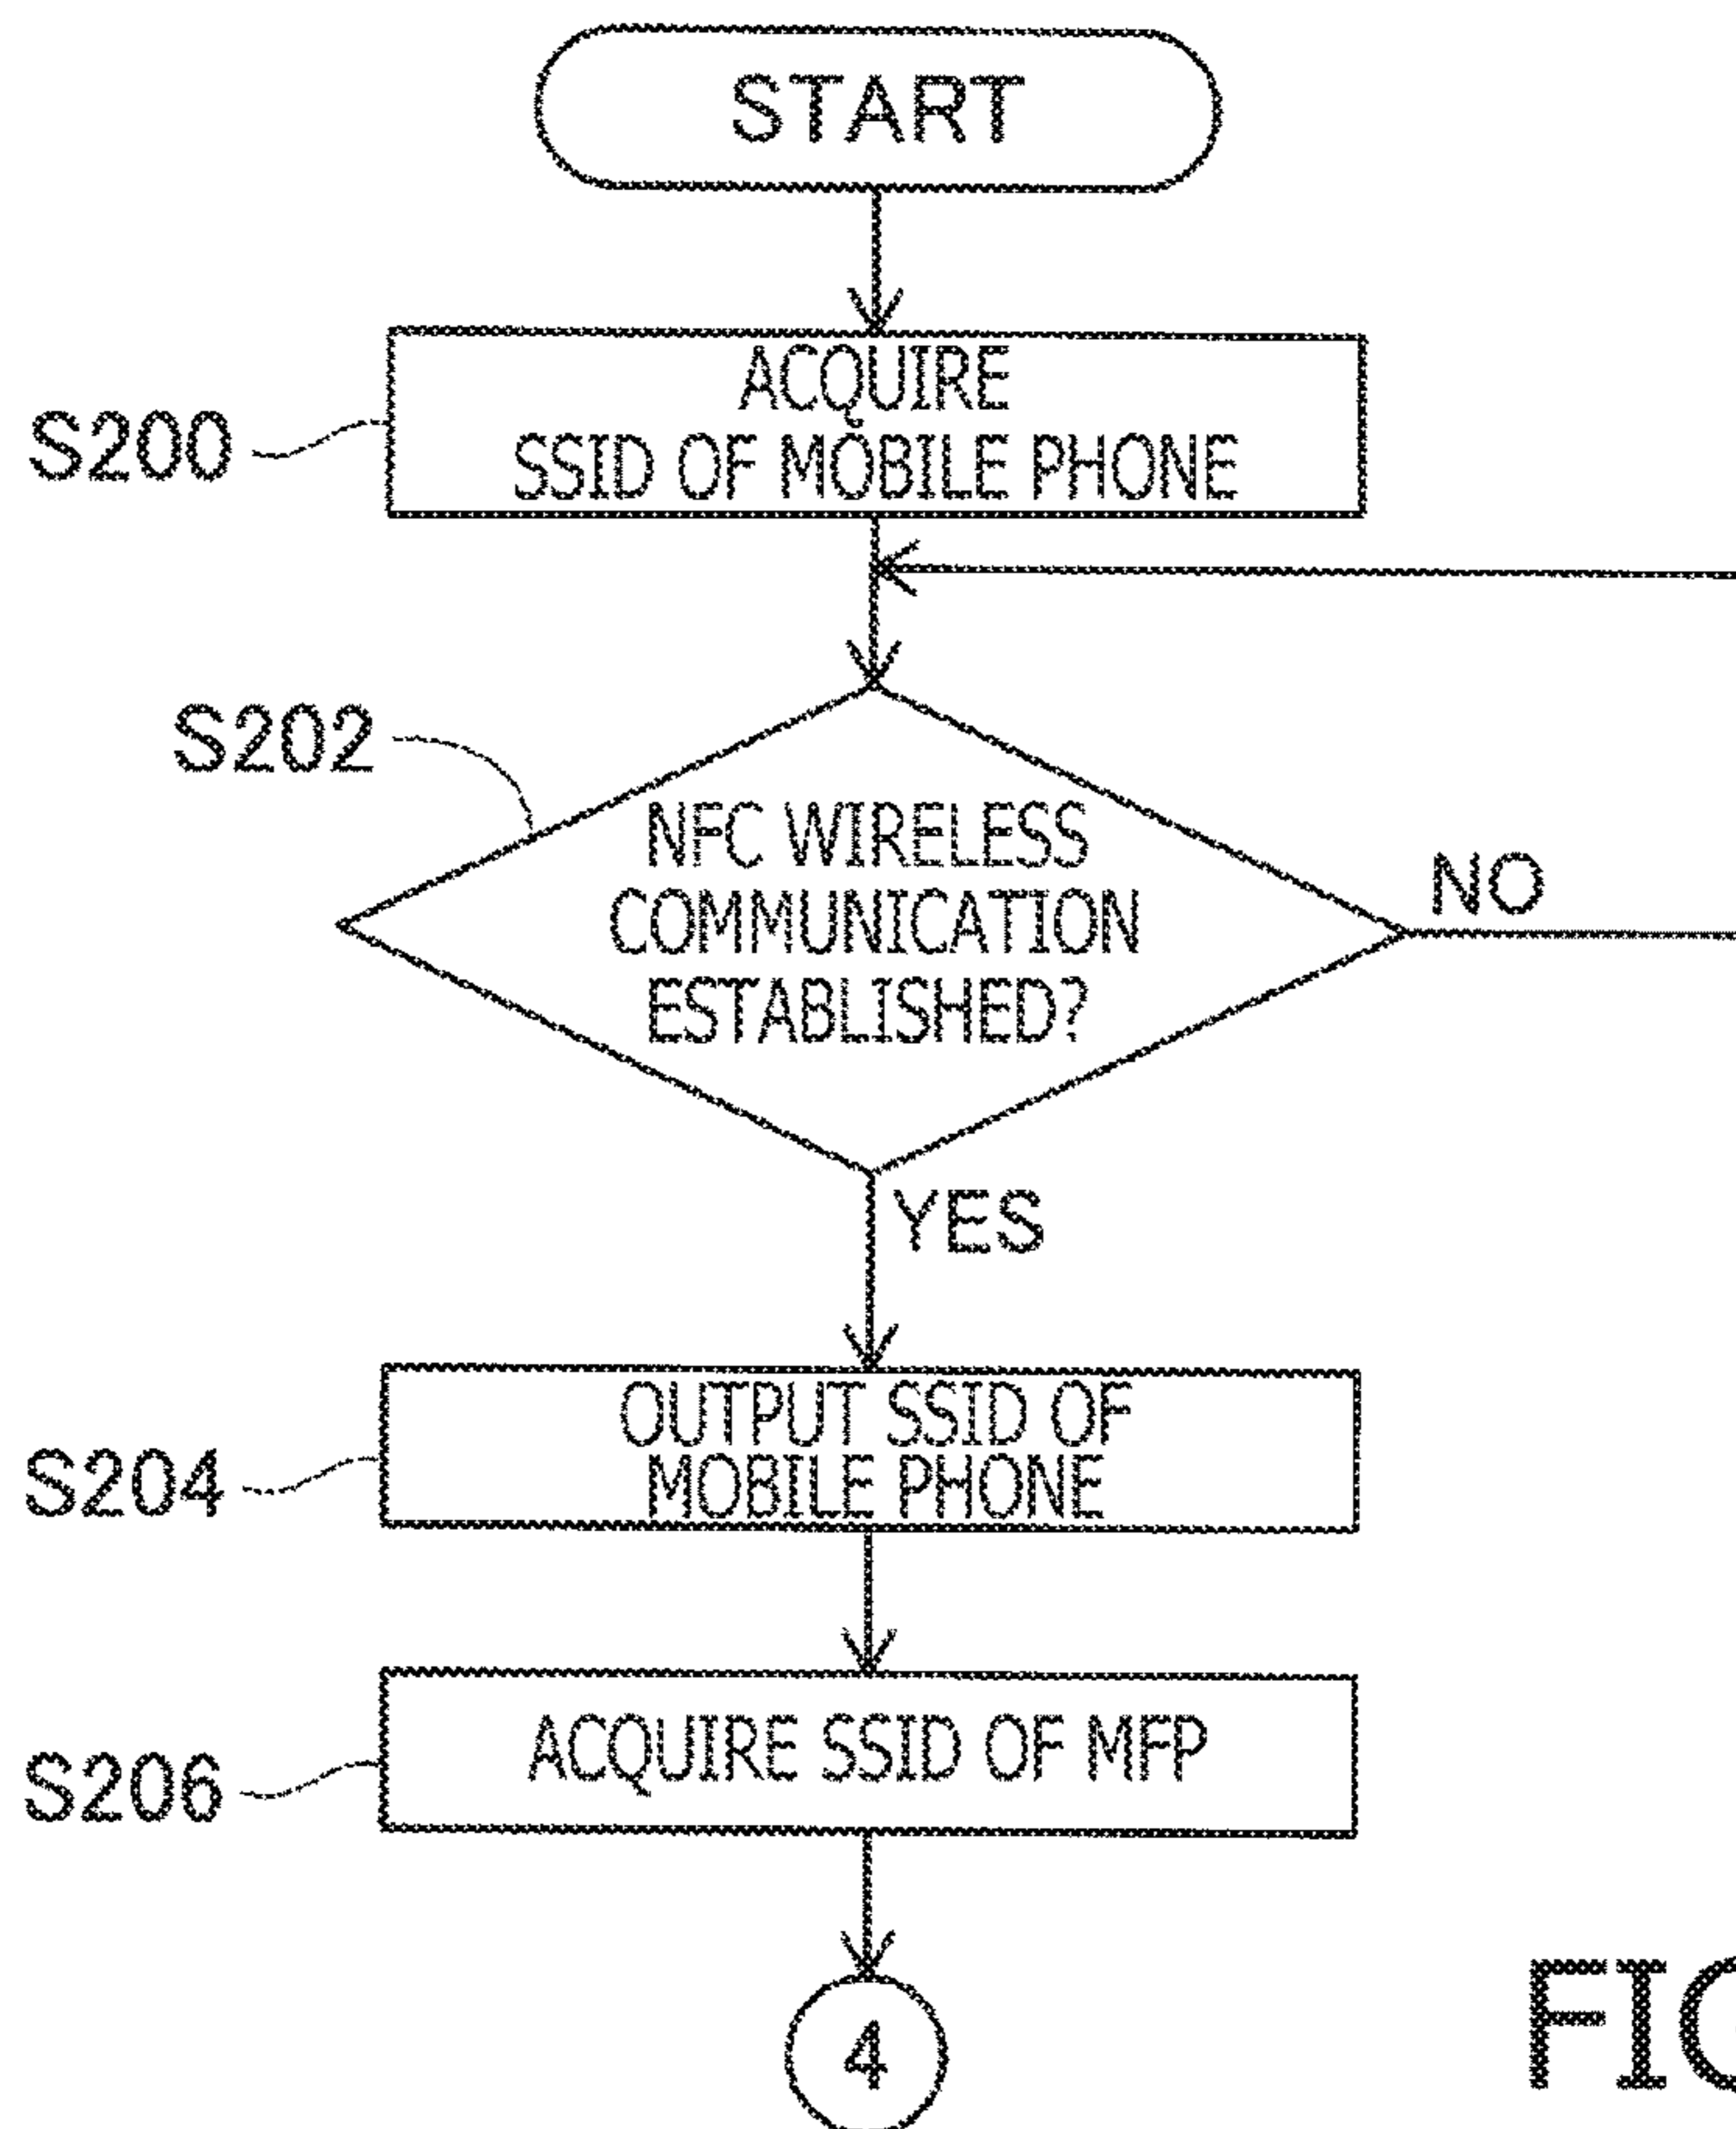 START
S200
ACQUIRE
SSID OF MOBILE PHONE
S202
NFC WIRELESS
COMMUNICATION
ESTABLISHED?
NO
YES
S204
OUTPUT SSID OF
MOBILE PHONE
S206
ACQUIRE SSID OF MFP
4